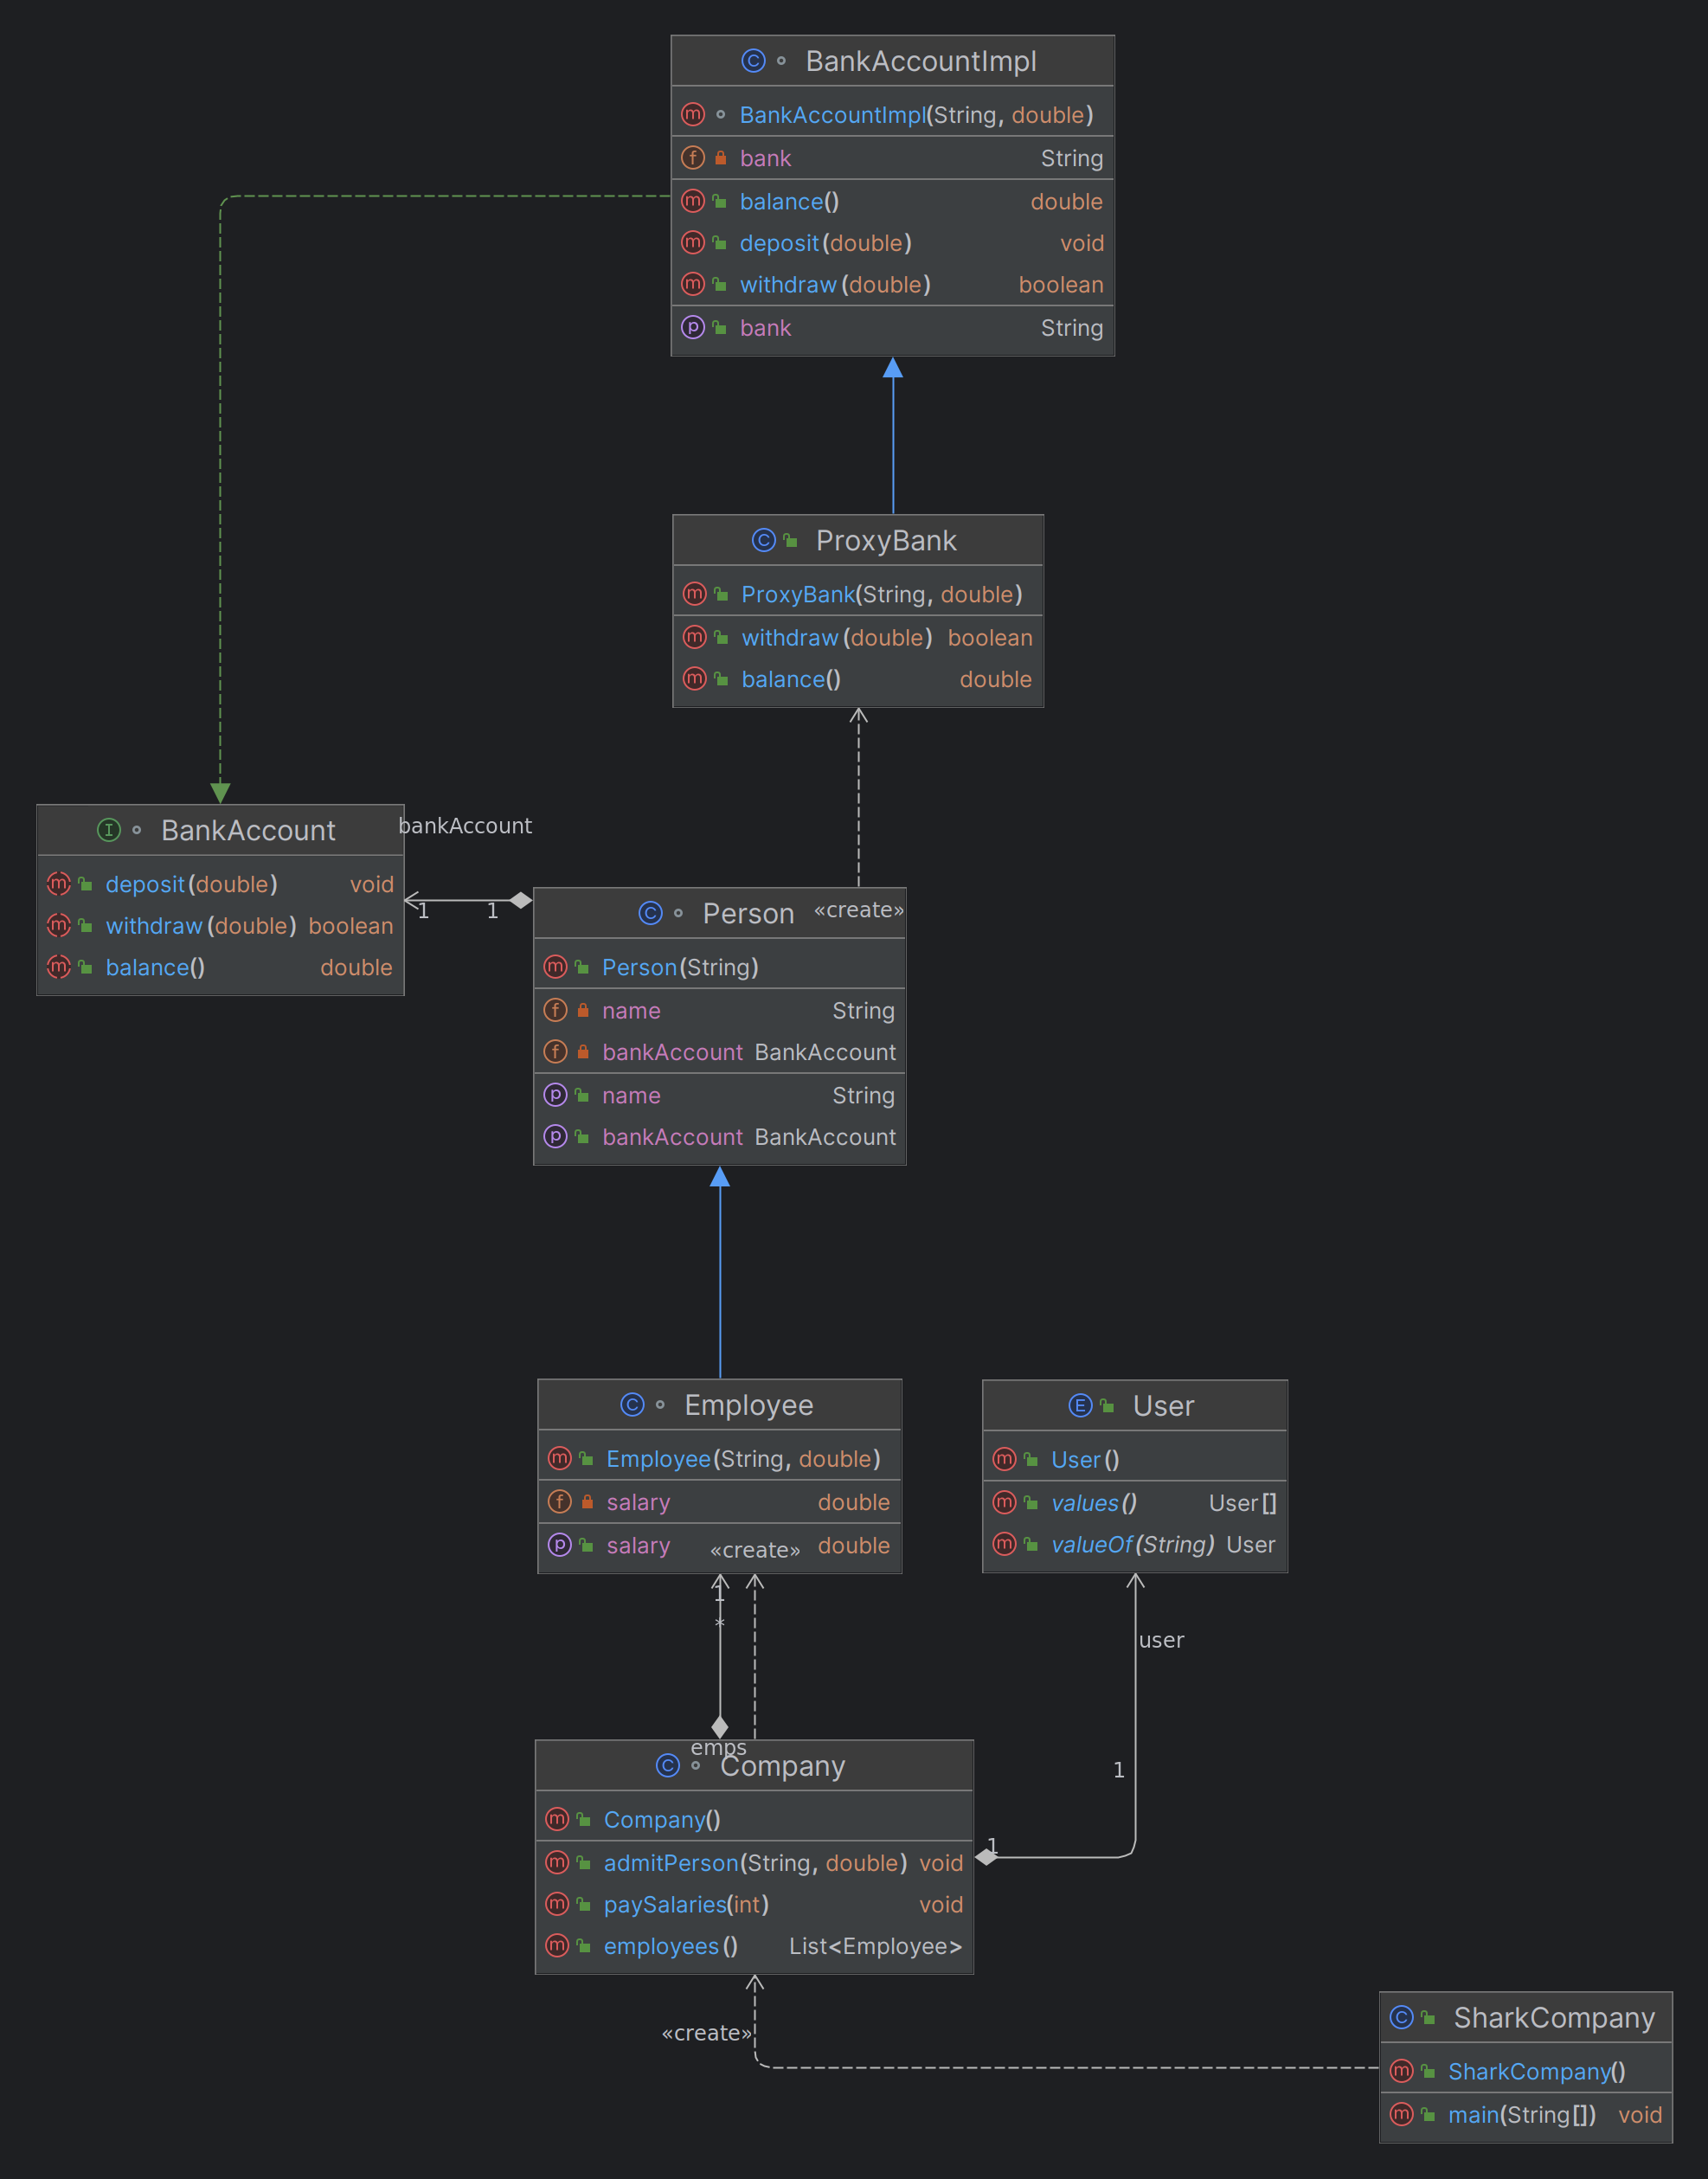 BankAccountImpl
BankAccountImpl(String, double)
bank String
balance() double
deposit(double) void
withdraw(double) boolean
bank String
ProxyBank
ProxyBank(String, double)
withdraw(double) boolean
balance() double
BankAccount
deposit(double) void
withdraw(double) boolean
balance() double
bankAccount
1 1
Person
«create»
Person(String)
name String
bankAccount BankAccount
name String
bankAccount BankAccount
Employee
Employee(String, double)
salary double
salary double
«create»
1
*
User
User()
values() User[]
valueOf(String) User
user
1
1
emps
Company
Company()
admitPerson(String, double) void
paySalaries(int) void
employees() List<Employee>
«create»
SharkCompany
SharkCompany()
main(String[]) void